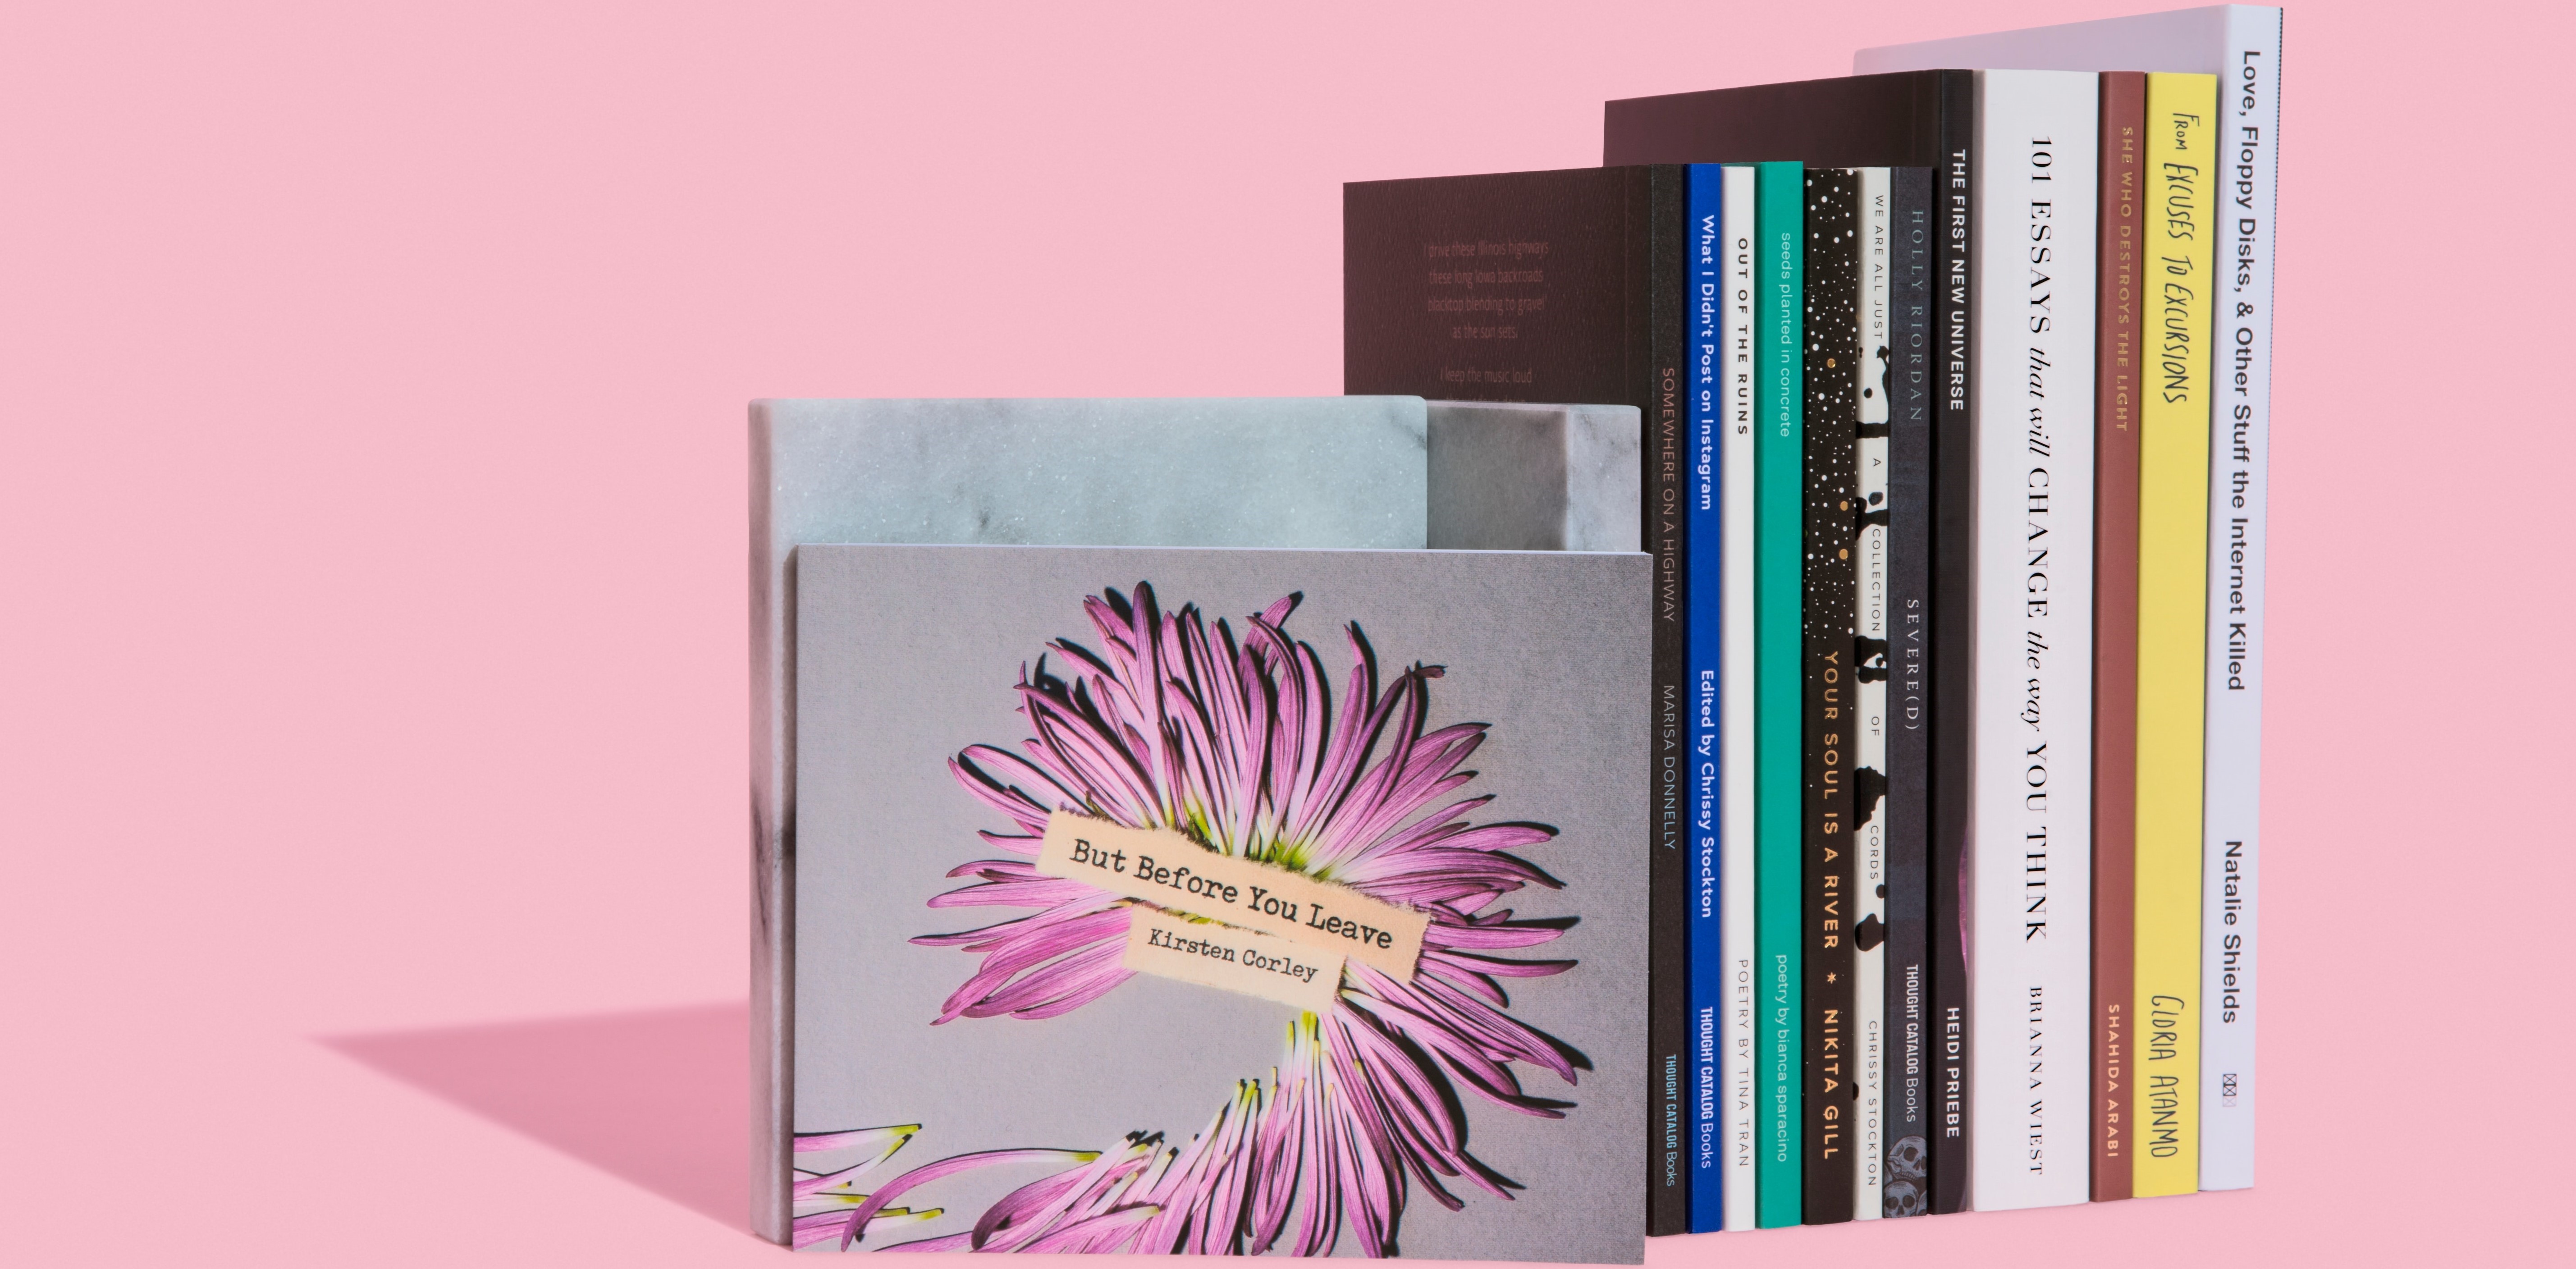 drive these Illinois highways
these long Iowa backroads
blacktop blending to gravel
as the sun sets.
I keep the music loud
But Before You Leave
Kirsten Corley
SOMEWHERE ON A HIGHWAY MARISA DONNELLY THOUGHT CATALOG Books
What I Didn't Post on Instagram Edited by Chrissy Stockton THOUGHT CATALOG Books
OUT OF THE RUINS POETRY BY TINA TRAN
seeds planted in concrete poetry by bianca sparacino
YOUR SOUL IS A RIVER * NIKITA GILL
WE ARE ALL JUST A COLLECTION OF CORDS CHRISSY STOCKTON
HOLLY RIORDAN SEVERE(D) THOUGHT CATALOG Books
THE FIRST NEW UNIVERSE HEIDI PRIEBE
101 ESSAYS that will CHANGE the way YOU THINK BRIANNA WIEST
SHE WHO DESTROYS THE LIGHT SHAHIDA ARABI
FROM EXCUSES TO EXCURSIONS GLORIA ATANMO
Love, Floppy Disks, & Other Stuff the Internet Killed Natalie Shields